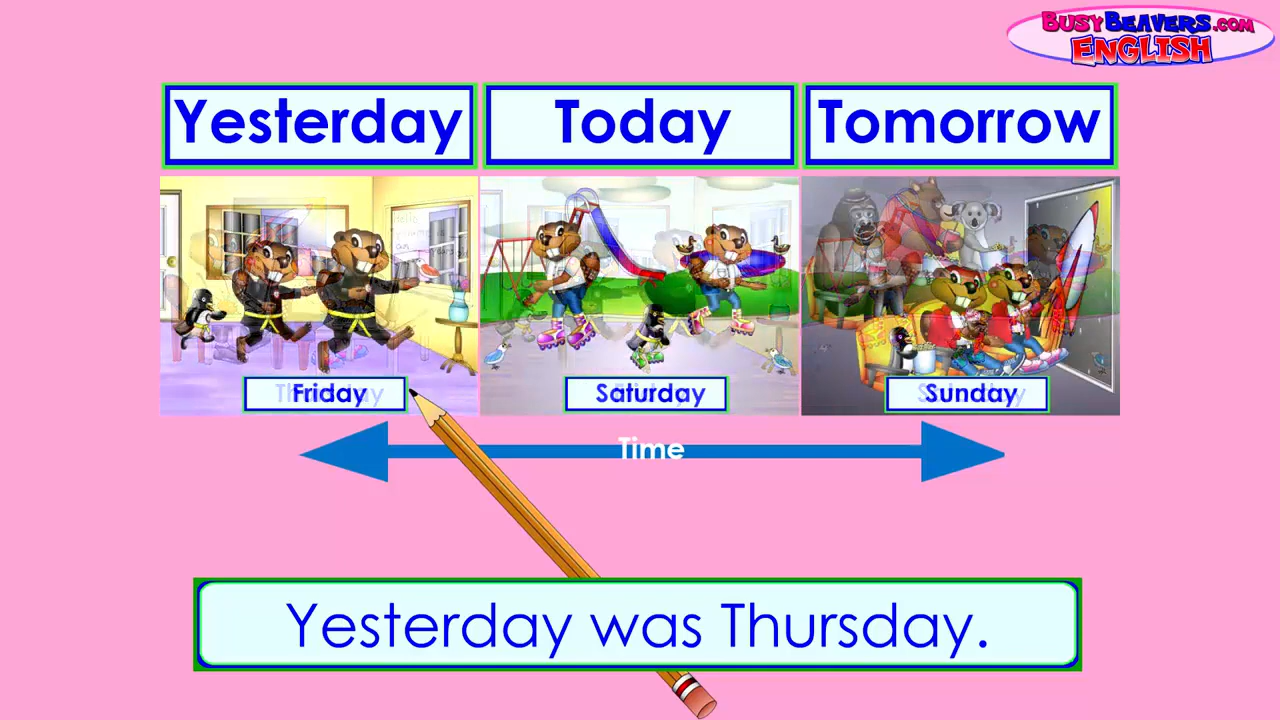 BUSYBEAVERS.COM
ENGLISH
Yesterday Today Tomorrow
Friday Saturday Sunday
Time
Yesterday was Thursday.